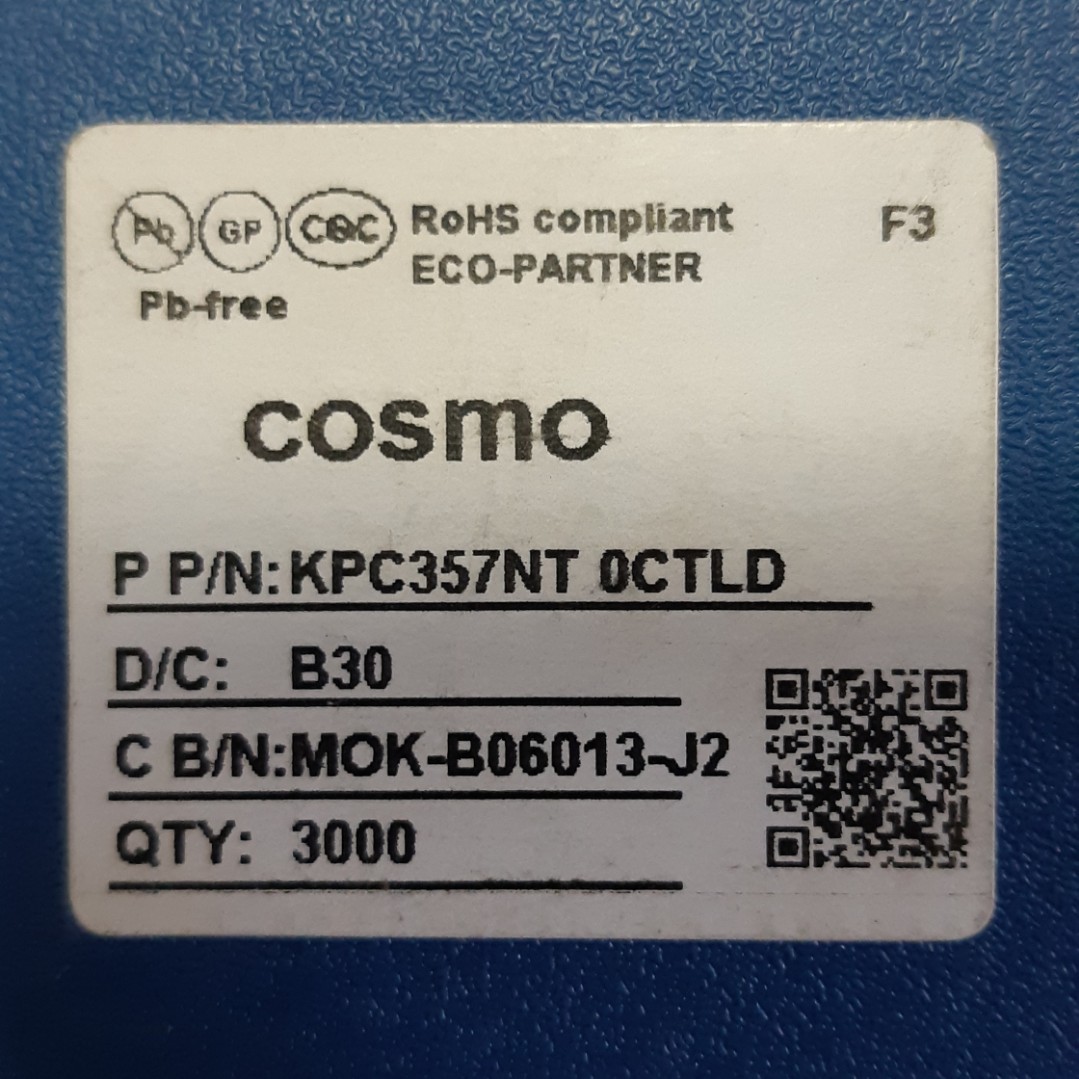 Pb GP CQC RoHS compliant F3
ECO-PARTNER
Pb-free
cosmo
P P/N:KPC357NT 0CTLD
D/C: B30
C B/N:MOK-B06013-J2
QTY: 3000